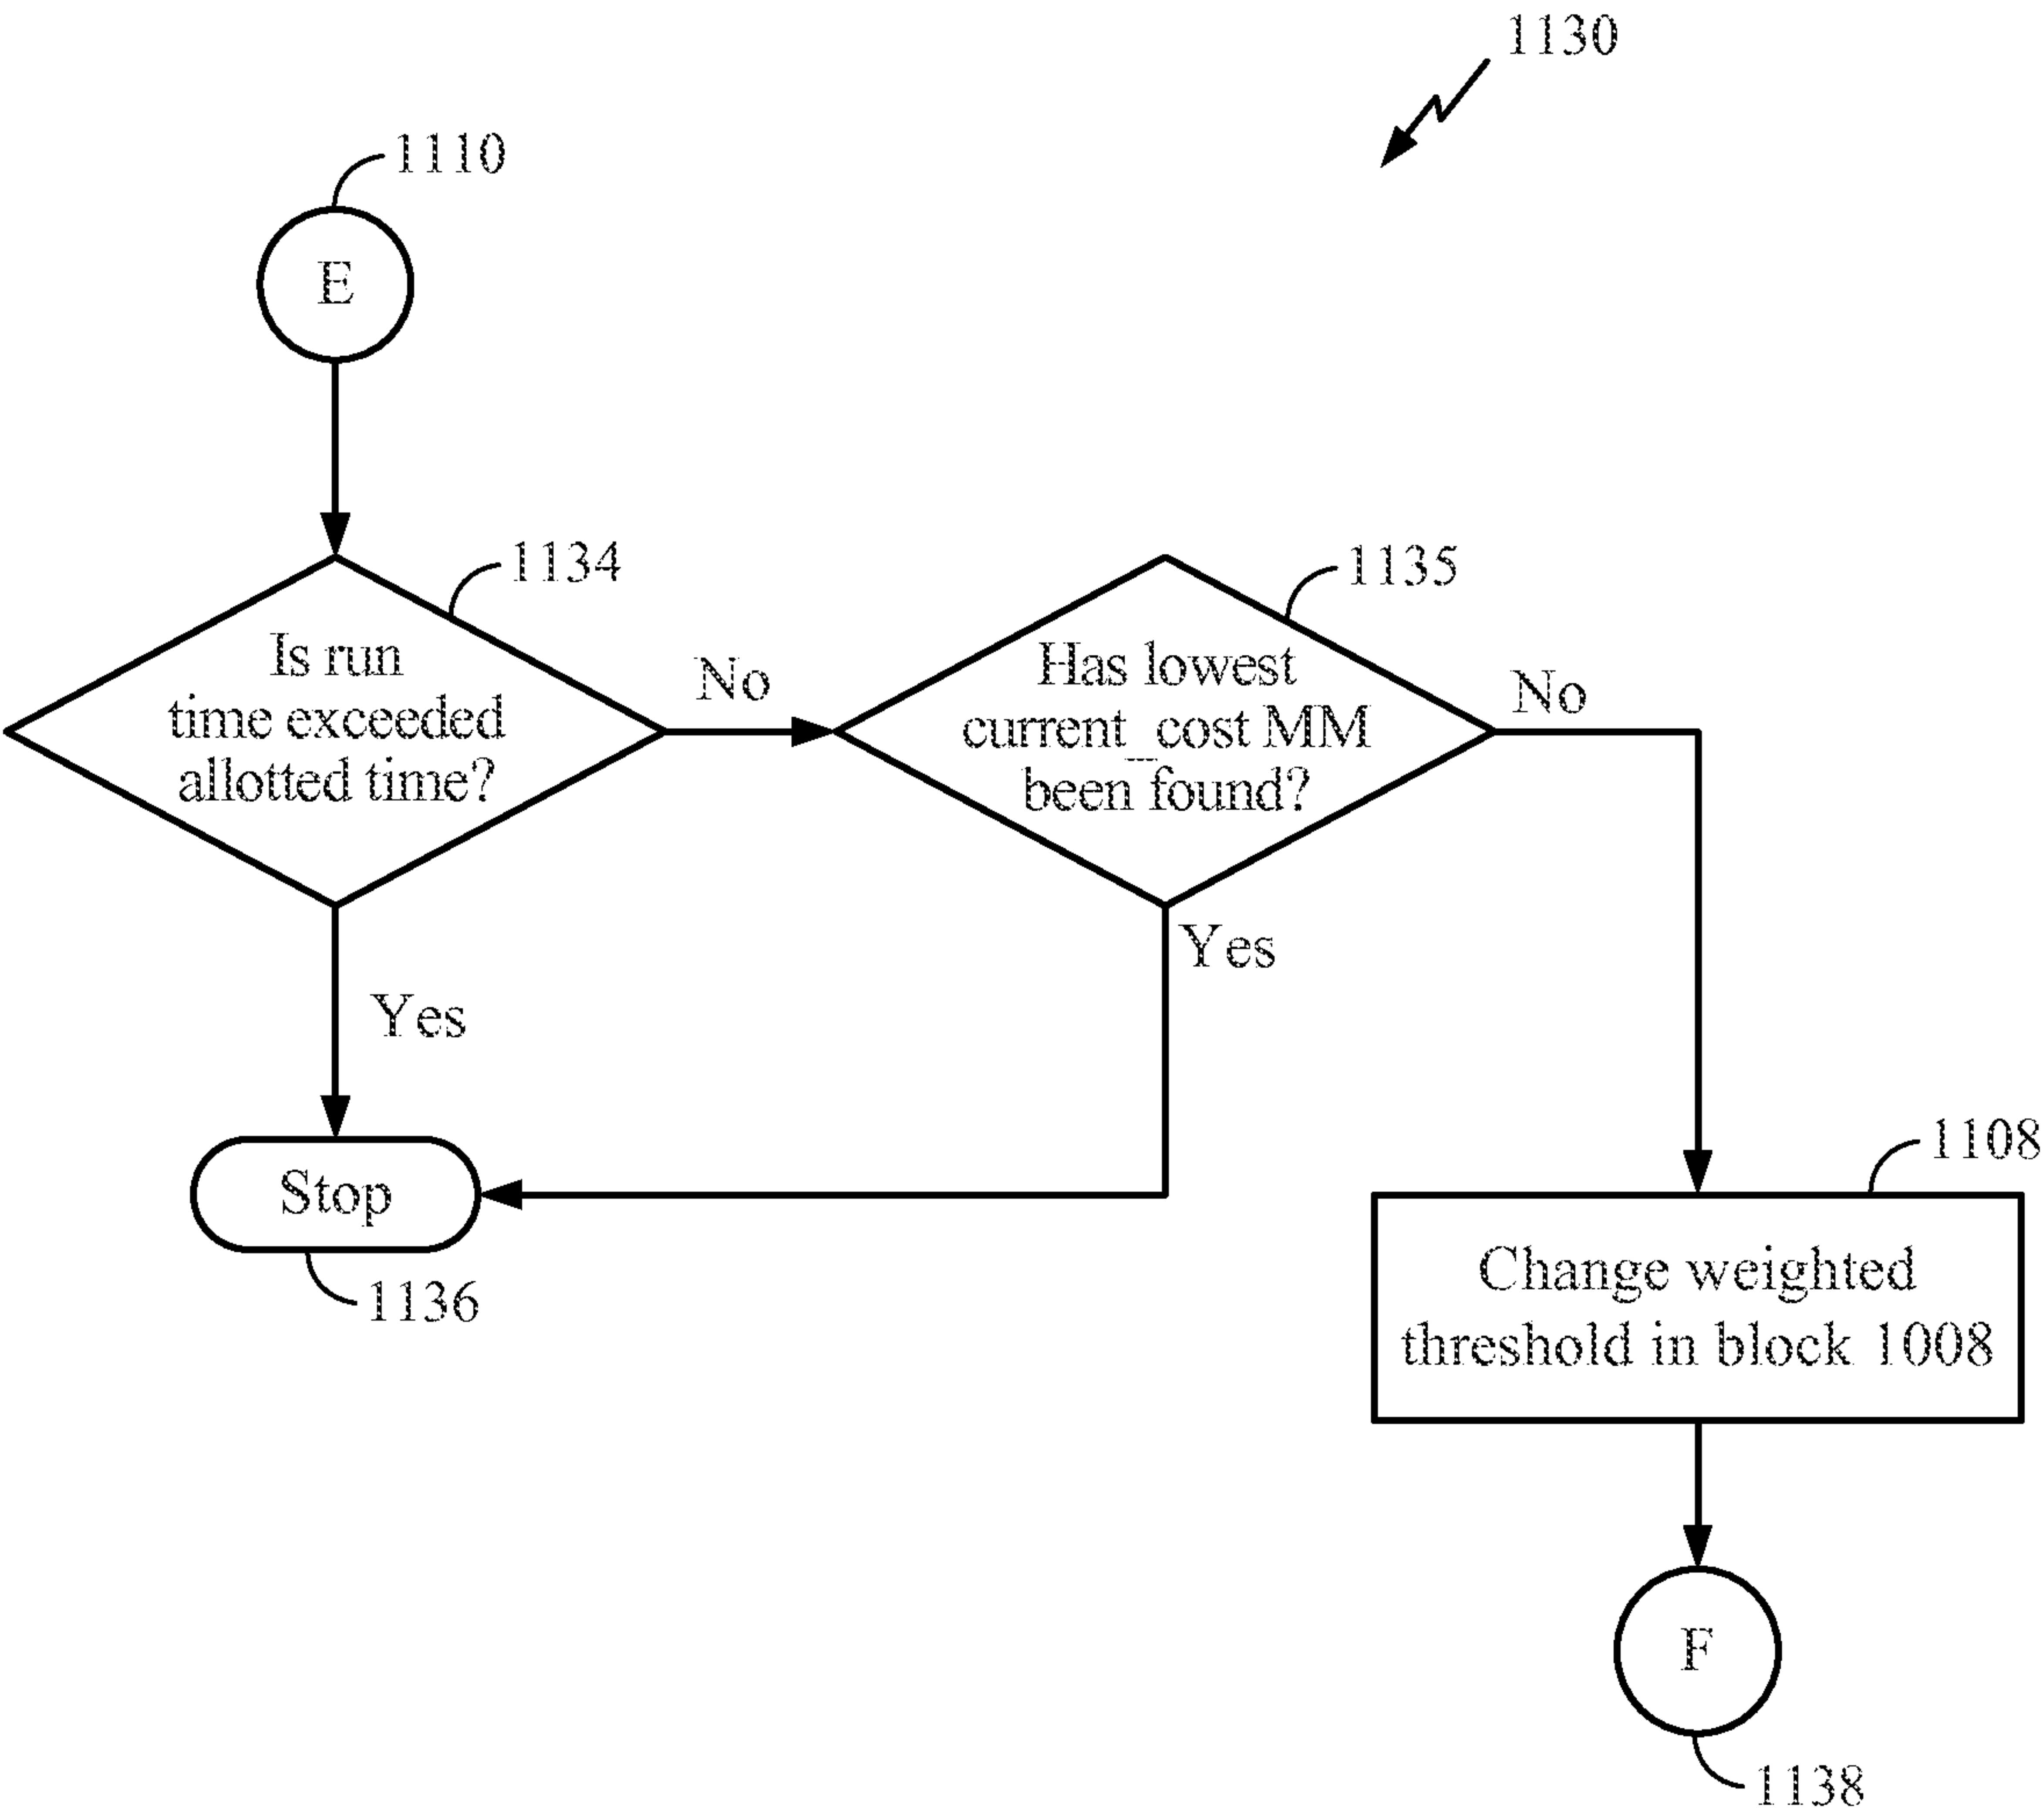 1130
1110
E
1134
Is run
time exceeded
allotted time?
No
1135
Has lowest
current_cost MM
been found?
No
Yes
Yes
Stop
1136
1108
Change weighted
threshold in block 1008
F
1138